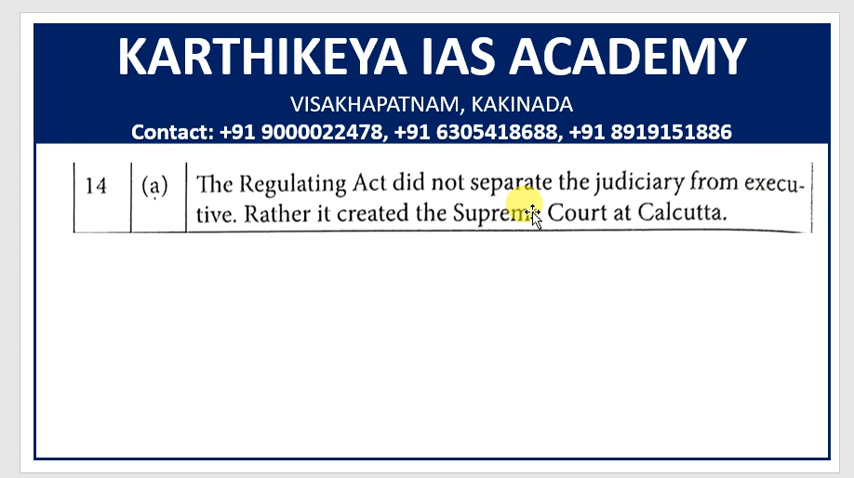 KARTHIKEYA IAS ACADEMY
VISAKHAPATNAM, KAKINADA
Contact: +91 9000022478, +91 6305418688, +91 8919151886
14 (a) The Regulating Act did not separate the judiciary from execu-
tive. Rather it created the Supreme Court at Calcutta.